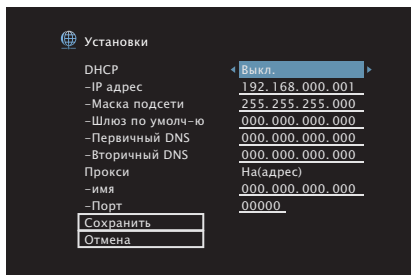 Установки
DHCP Выкл.
–IP адрес 192.168.000.001
–Маска подсети 255.255.255.000
–Шлюз по умолч-ю 000.000.000.000
–Первичный DNS 000.000.000.000
–Вторичный DNS 000.000.000.000
Прокси На(адрес)
–имя 000.000.000.000
–Порт 00000
Сохранить
Отмена